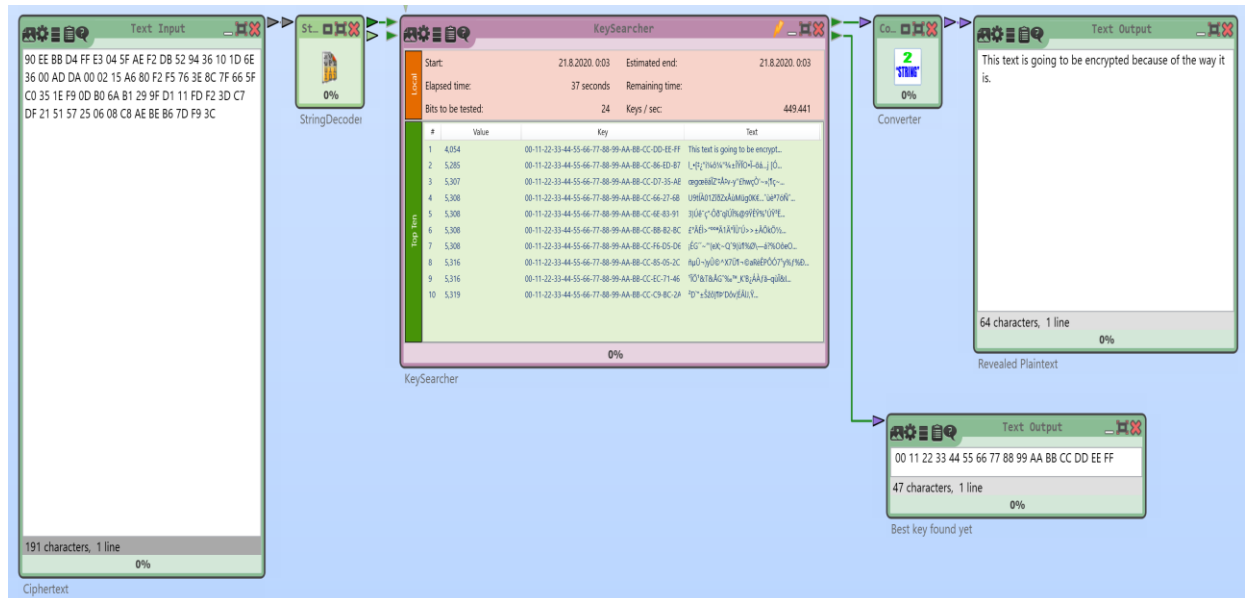 Text Input
90 EE BB D4 FF E3 04 5F AE F2 DB 52 94 36 10 1D 6E
36 00 AD DA 00 02 15 A6 80 F2 F5 76 3E 8C 7F 66 5F
C0 35 1E F9 0D B0 6A B1 29 9F D1 11 FD F2 3D C7
DF 21 51 57 25 06 08 C8 AE BE B6 7D F9 3C
191 characters, 1 line
0%
Ciphertext
St...
0%
StringDecoder
KeySearcher
Local
Start: 21.8.2020. 0:03 Estimated end: 21.8.2020. 0:03
Elapsed time: 37 seconds Remaining time:
Bits to be tested: 24 Keys / sec: 449.441
Top Ten
# Value Key Text
1 4,054 00-11-22-33-44-55-66-77-88-99-AA-BB-CC-DD-EE-FF This text is going to be encrypt...
2 5,285 00-11-22-33-44-55-66-77-88-99-AA-BB-CC-86-ED-B7
3 5,307 00-11-22-33-44-55-66-77-88-99-AA-BB-CC-D7-35-AE
4 5,308 00-11-22-33-44-55-66-77-88-99-AA-BB-CC-66-27-6B
5 5,308 00-11-22-33-44-55-66-77-88-99-AA-BB-CC-6E-83-91
6 5,308 00-11-22-33-44-55-66-77-88-99-AA-BB-CC-BB-82-BC
7 5,308 00-11-22-33-44-55-66-77-88-99-AA-BB-CC-F6-D5-D6
8 5,316 00-11-22-33-44-55-66-77-88-99-AA-BB-CC-85-05-2C
9 5,316 00-11-22-33-44-55-66-77-88-99-AA-BB-CC-EC-71-46
10 5,319 00-11-22-33-44-55-66-77-88-99-AA-BB-CC-C9-BC-2A
0%
KeySearcher
Co...
2
"STRING"
0%
Converter
Text Output
This text is going to be encrypted because of the way it
is.
64 characters, 1 line
0%
Revealed Plaintext
Text Output
00 11 22 33 44 55 66 77 88 99 AA BB CC DD EE FF
47 characters, 1 line
0%
Best key found yet